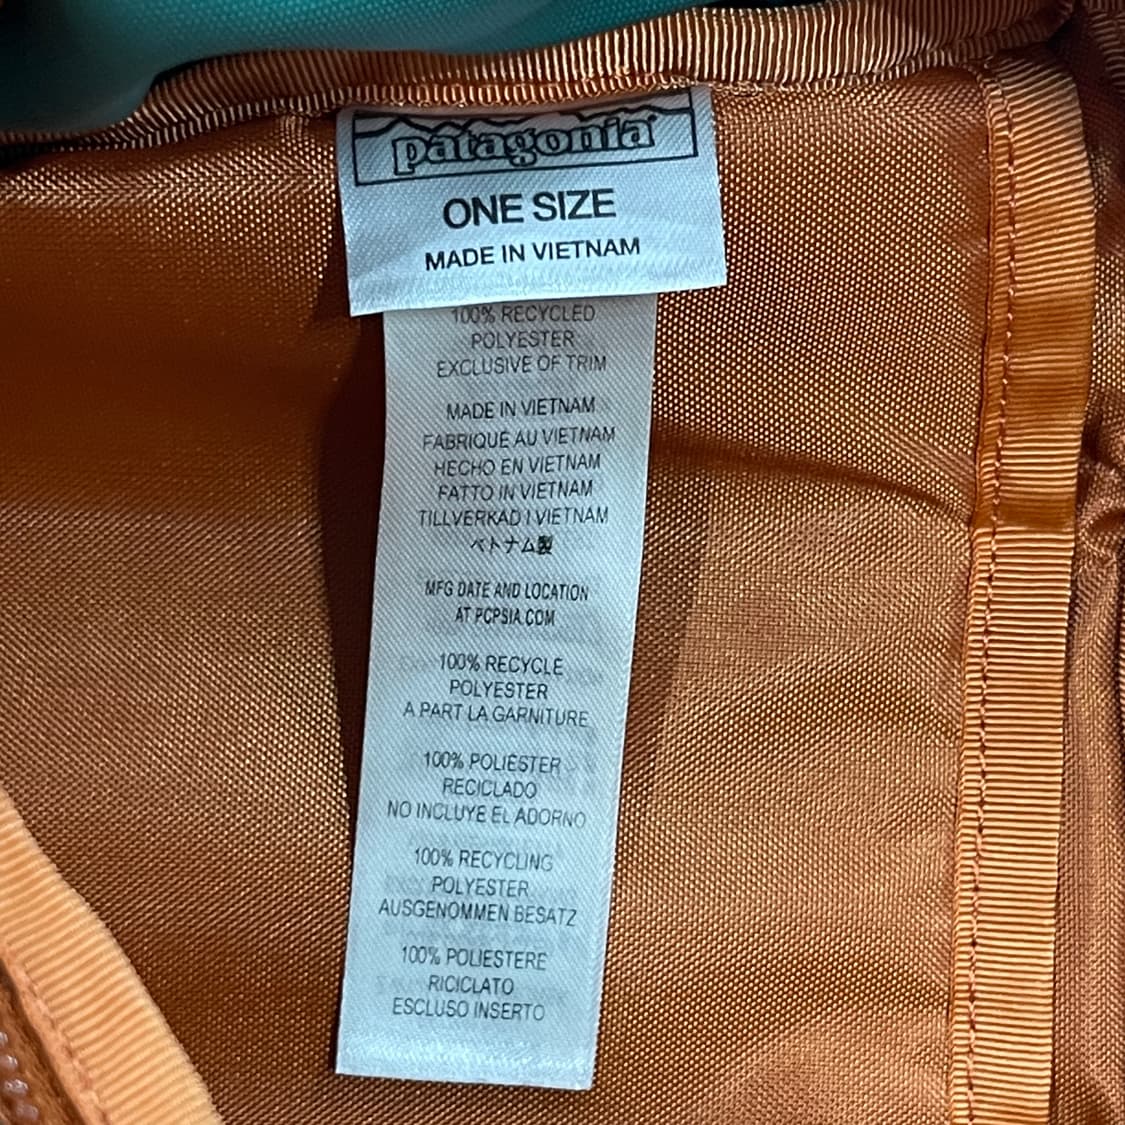 patagonia®
ONE SIZE
MADE IN VIETNAM
100% RECYCLED
POLYESTER
EXCLUSIVE OF TRIM
MADE IN VIETNAM
FABRIQUÉ AU VIETNAM
HECHO EN VIETNAM
FATTO IN VIETNAM
TILLVERKAD I VIETNAM
ベトナム製
MFG DATE AND LOCATION
AT PCPSIA.COM
100% RECYCLE
POLYESTER
A PART LA GARNITURE
100% POLIÉSTER
RECICLADO
NO INCLUYE EL ADORNO
100% RECYCLING
POLYESTER
AUSGENOMMEN BESATZ
100% POLIESTERE
RICICLATO
ESCLUSO INSERTO